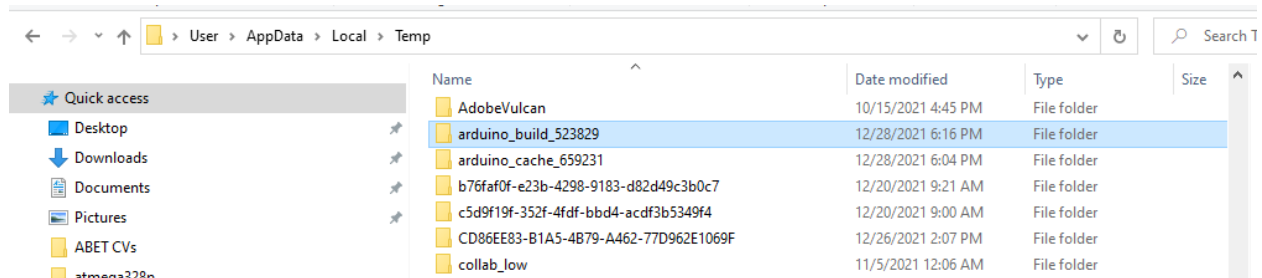 User > AppData > Local > Temp
Search T
Name Date modified Type Size
Quick access
AdobeVulcan 10/15/2021 4:45 PM File folder
Desktop
arduino_build_523829 12/28/2021 6:16 PM File folder
Downloads
arduino_cache_659231 12/28/2021 6:04 PM File folder
Documents
b76faf0f-e23b-4298-9183-d82d49c3b0c7 12/20/2021 9:21 AM File folder
Pictures
c5d9f19f-352f-4fdf-bbd4-acdf3b5349f4 12/20/2021 9:00 AM File folder
ABET CVs
CD86EE83-B1A5-4B79-A462-77D962E1069F 12/26/2021 2:07 PM File folder
collab_low 11/5/2021 12:06 AM File folder
atmega328p